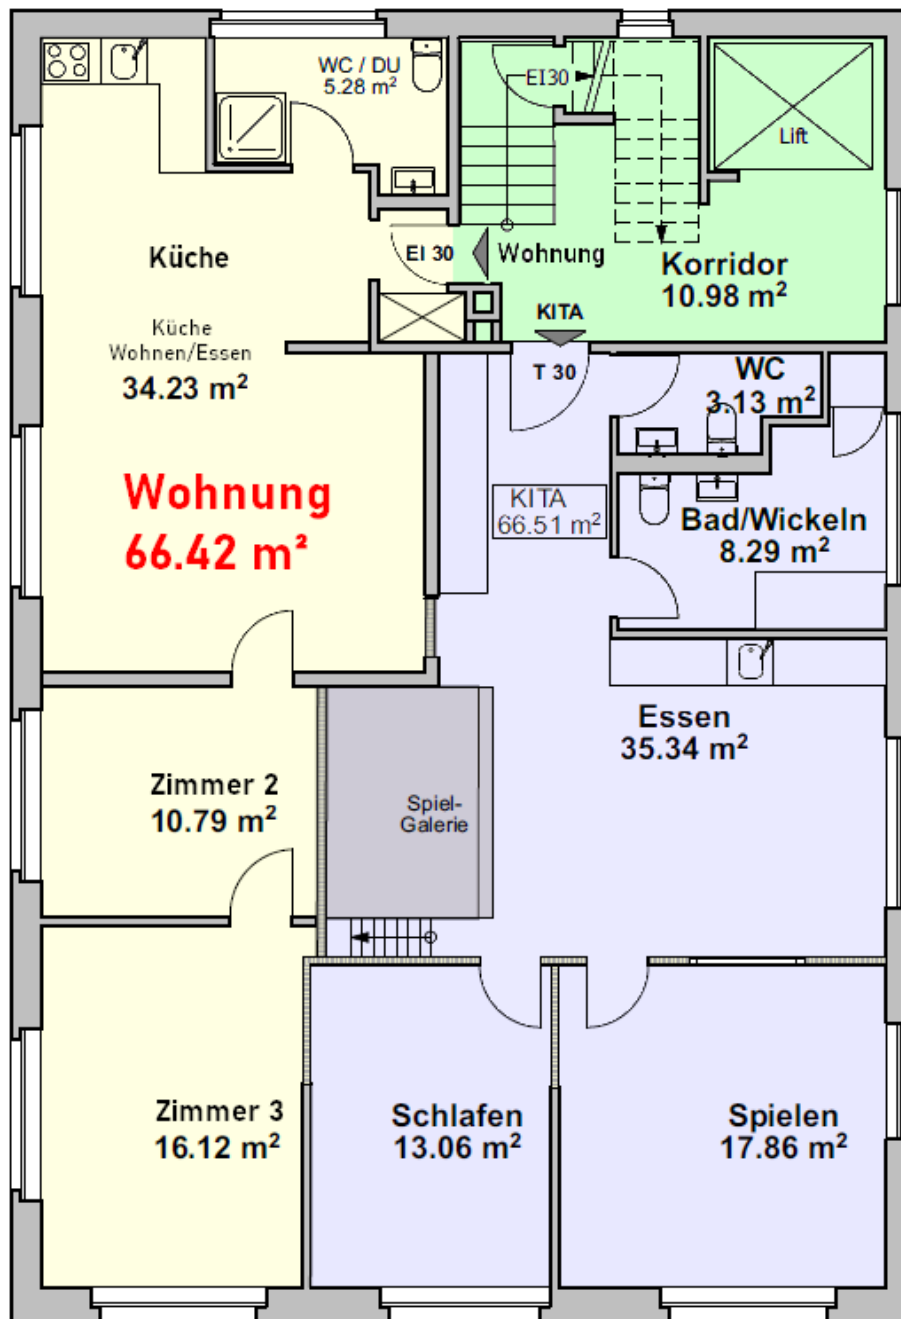 WC / DU
5.28 m²
EI30
Lift
Küche
EI 30
Wohnung
Korridor
10.98 m²
KITA
Küche
Wohnen/Essen
34.23 m²
T 30
WC
3.13 m²
Wohnung
66.42 m²
KITA
66.51 m²
Bad/Wickeln
8.29 m²
Essen
35.34 m²
Zimmer 2
10.79 m²
Spiel-
Galerie
Zimmer 3
16.12 m²
Schlafen
13.06 m²
Spielen
17.86 m²